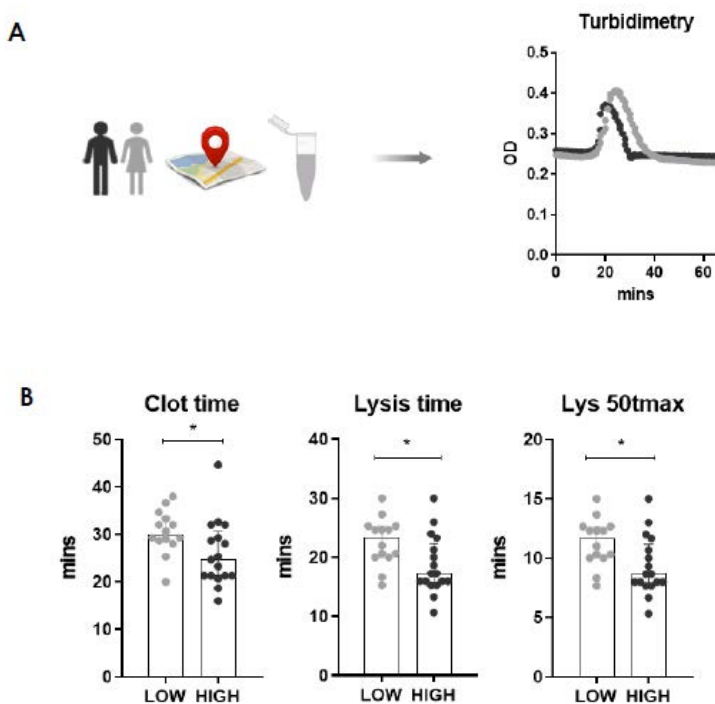 A
Turbidimetry
0.5
0.4
0.3
0.2
0.1
0.0
OD
0 20 40 60
mins
B
Clot time
*
50
40
30
20
10
0
mins
LOW HIGH
Lysis time
*
40
30
20
10
0
mins
LOW HIGH
Lys 50tmax
*
20
15
10
5
0
mins
LOW HIGH